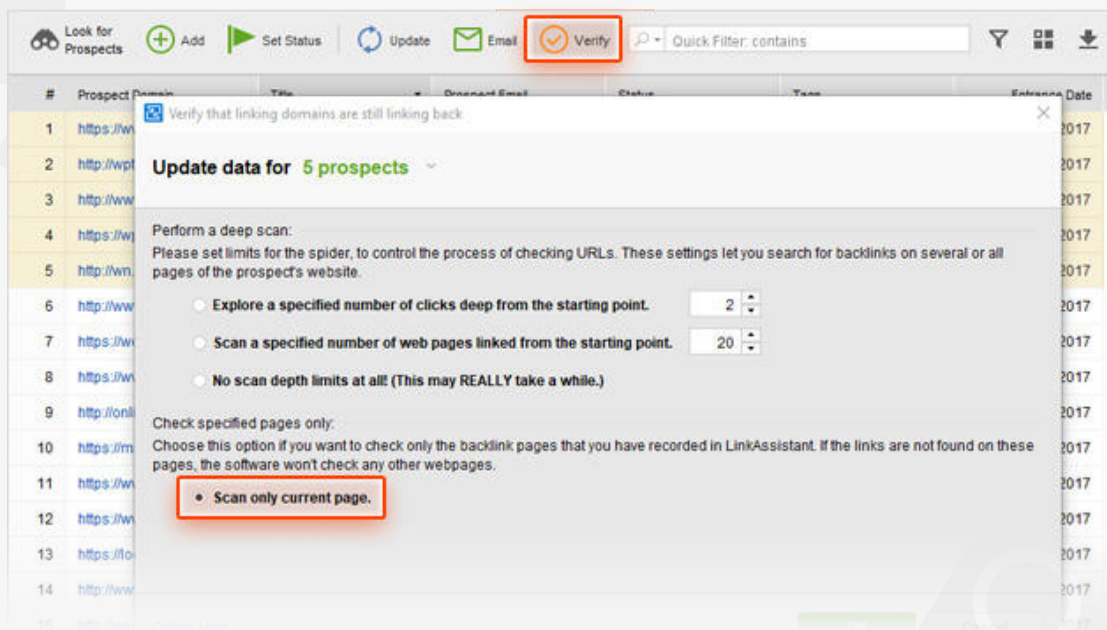 Look for
Prospects
Add
Set Status
Update
Email
Verify
Quick Filter: contains
# Prospect Domain Title Prospect Email Status Tags Entrance Date
Verify that linking domains are still linking back
Update data for 5 prospects
Perform a deep scan:
Please set limits for the spider, to control the process of checking URLs. These settings let you search for backlinks on several or all
pages of the prospect's website.
Explore a specified number of clicks deep from the starting point. 2
Scan a specified number of web pages linked from the starting point. 20
No scan depth limits at all! (This may REALLY take a while.)
Check specified pages only:
Choose this option if you want to check only the backlink pages that you have recorded in LinkAssistant. If the links are not found on these
pages, the software won't check any other webpages.
Scan only current page.
1 https://w 2017
2 http://wpt 2017
3 http://ww 2017
4 https://w 2017
5 http://wn. 2017
6 http://ww 2017
7 https://w 2017
8 https://w 2017
9 http://onli 2017
10 https://m 2017
11 https://w 2017
12 https://w 2017
13 https://lo 2017
14 http://ww 2017
15